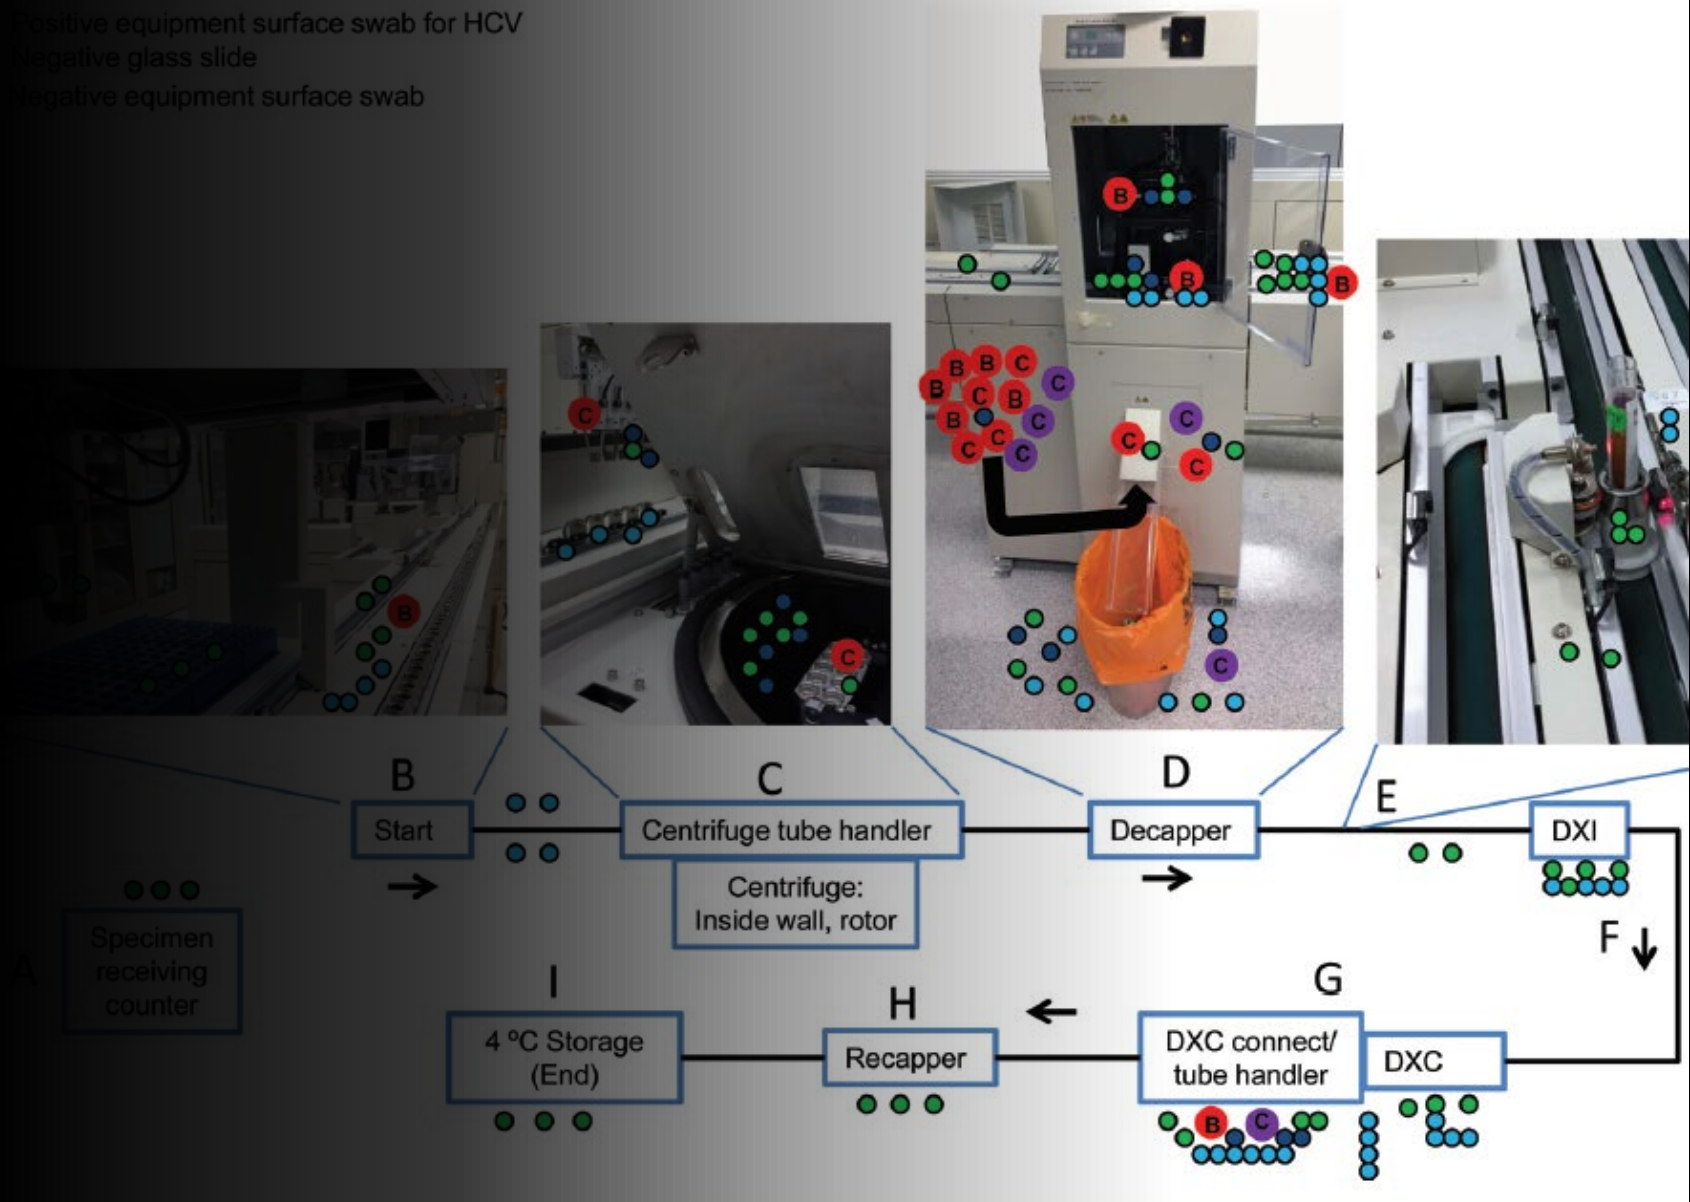 Positive equipment surface swab for HCV
Negative glass slide
Negative equipment surface swab
B
B
B
B
B
B
C
B
C
B
C
B
C
C
C
C
C
C
C
C
C
C
C
B
C
D
E
Start
Centrifuge tube handler
Decapper
DXI
Centrifuge:
Inside wall, rotor
A
Specimen
receiving
counter
F
I
H
G
4 ºC Storage
(End)
Recapper
DXC connect/
tube handler
DXC
B
C